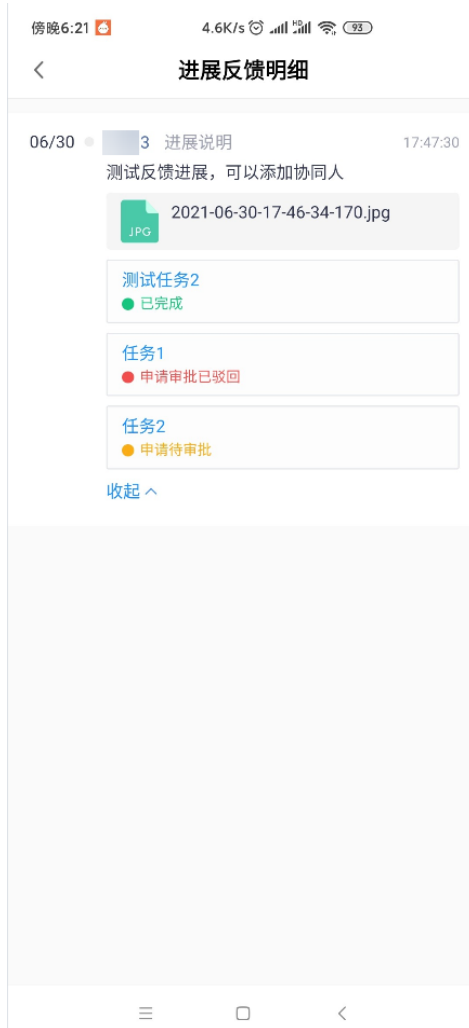 傍晚6:21 4.6K/s HD 93
进展反馈明细
06/30 3 进展说明 17:47:30
测试反馈进展，可以添加协同人
JPG 2021-06-30-17-46-34-170.jpg
测试任务2
已完成
任务1
申请审批已驳回
任务2
申请待审批
收起